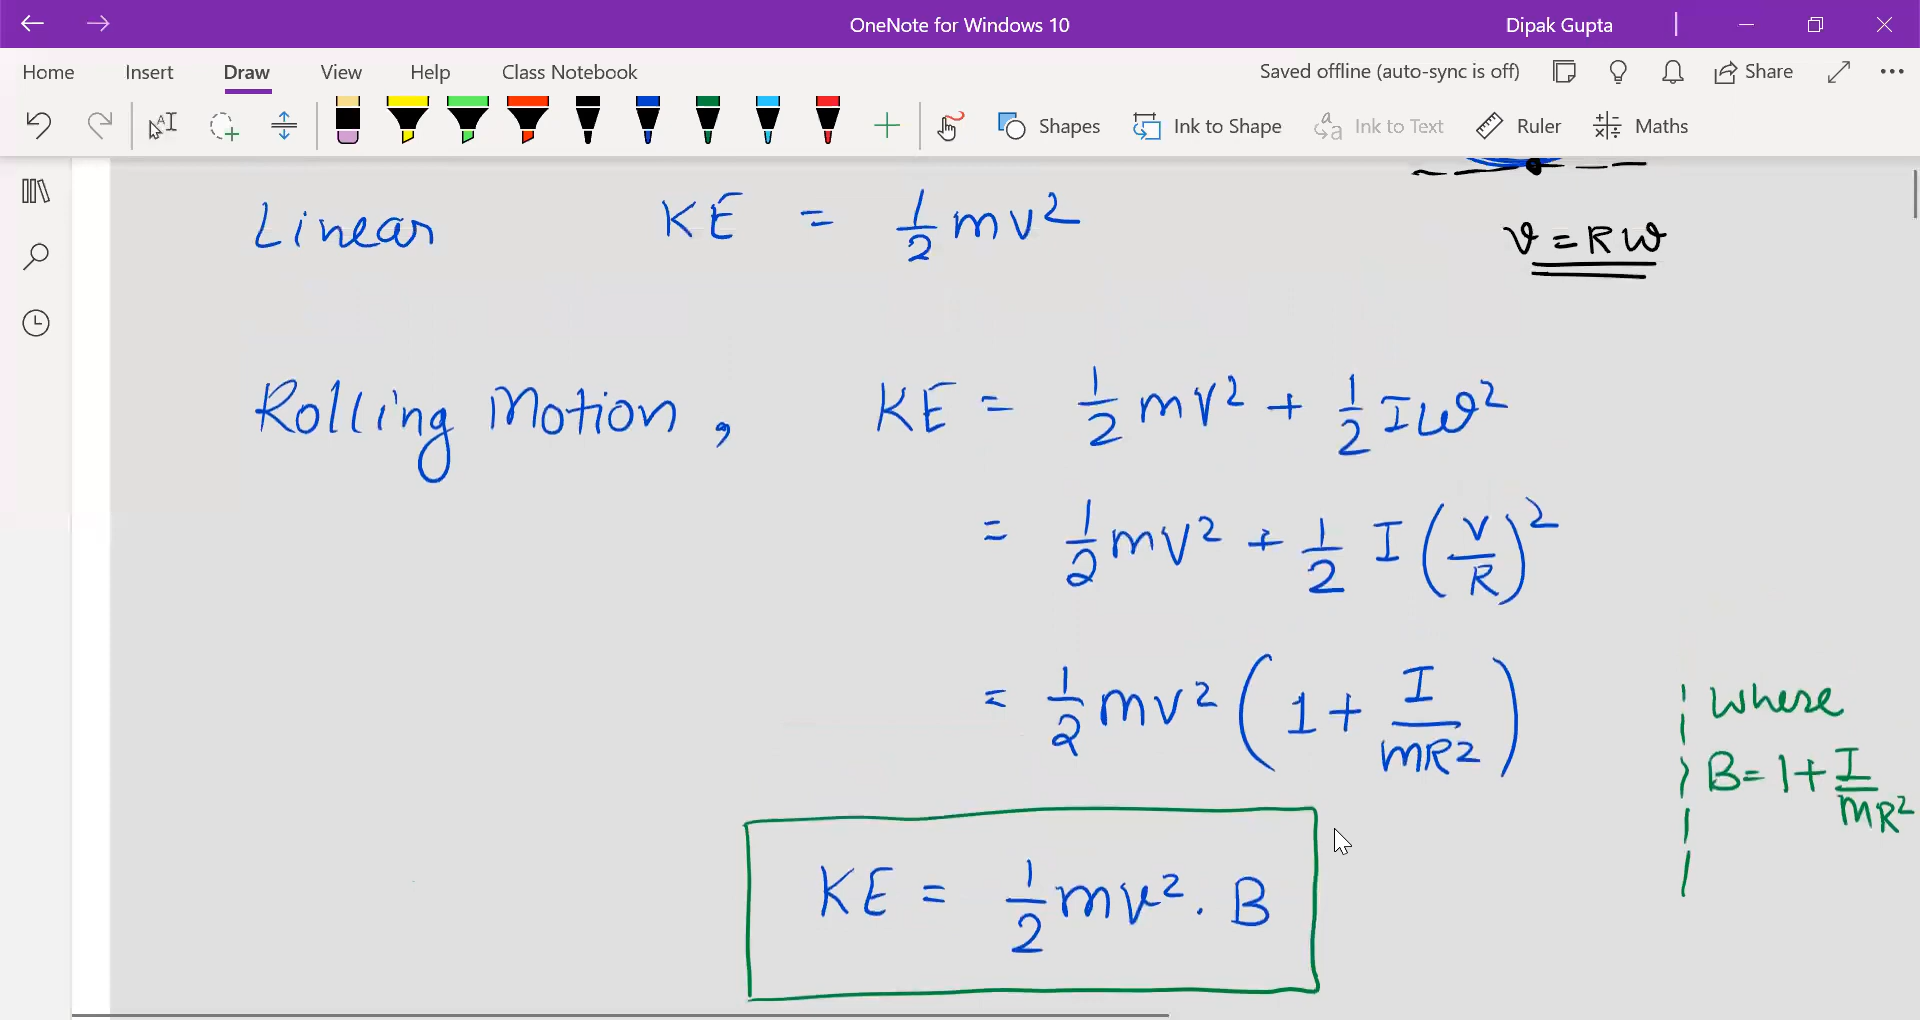 OneNote for Windows 10
Dipak Gupta
Home Insert Draw View Help Class Notebook
Saved offline (auto-sync is off) Share
Shapes Ink to Shape Ink to Text Ruler Maths
Linear KE = 1/2 mv²
v = Rω
Rolling Motion, KE = 1/2 mv² + 1/2 Iω²
= 1/2 mv² + 1/2 I (v/R)²
= 1/2 mv² (1 + I/mR²)
where
B = 1 + I/mR²
KE = 1/2 mv² . B